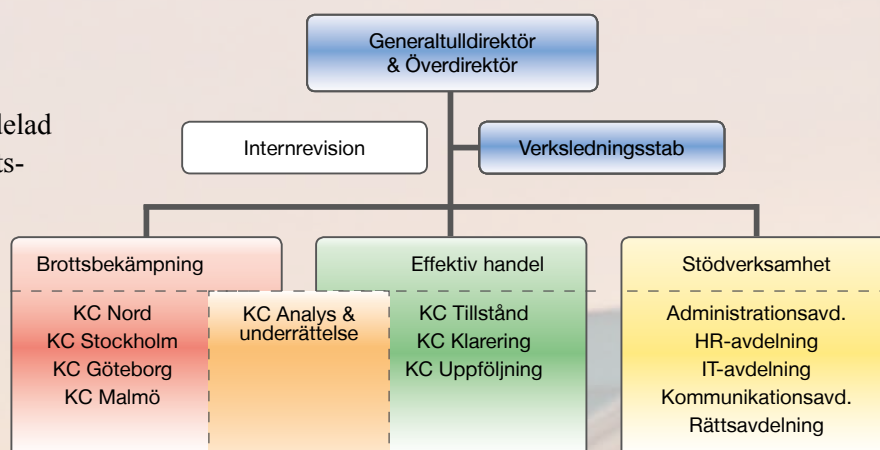 Generaltulldirektör
& Överdirektör
Internrevision
Verksledningsstab
Brottsbekämpning
KC Nord
KC Stockholm
KC Göteborg
KC Malmö
KC Analys &
underrättelse
Effektiv handel
KC Tillstånd
KC Klarering
KC Uppföljning
Stödverksamhet
Administrationsavd.
HR-avdelning
IT-avdelning
Kommunikationsavd.
Rättsavdelning